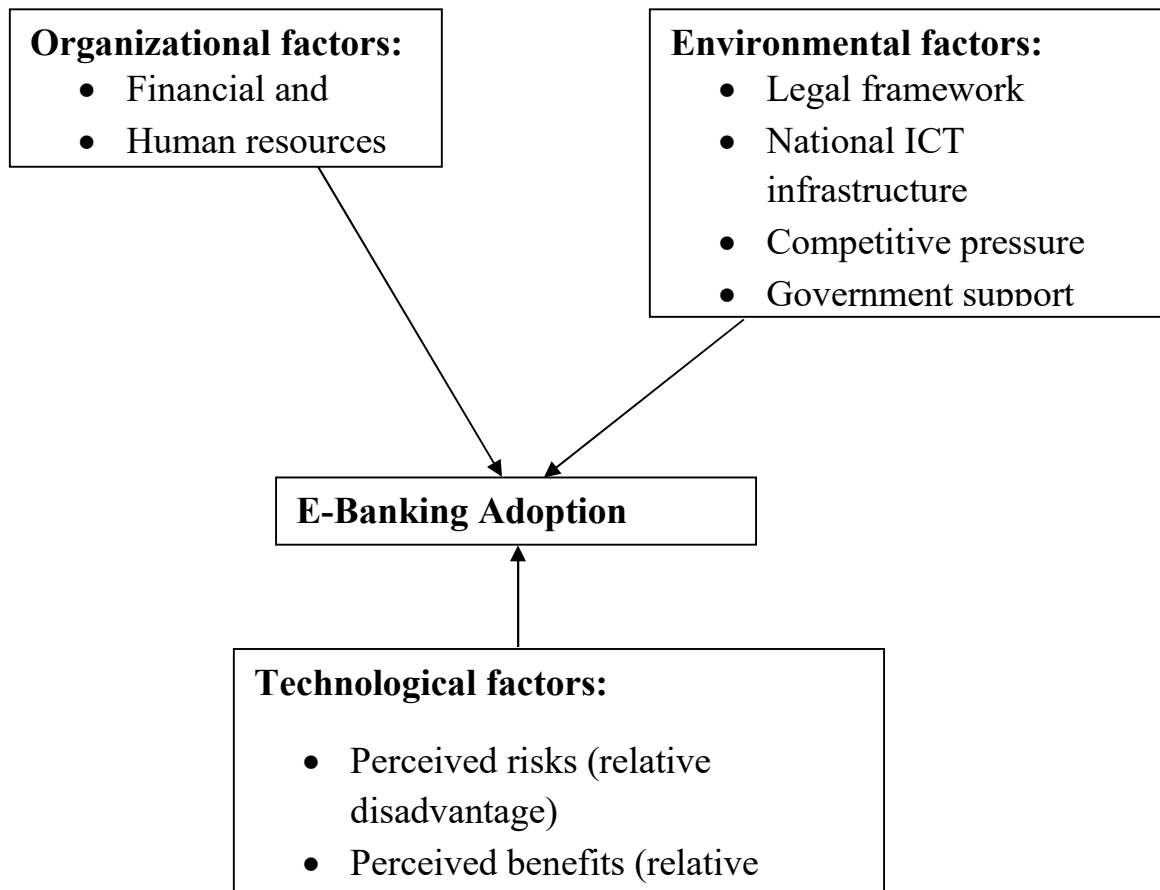 Organizational factors:
• Financial and
• Human resources
Environmental factors:
• Legal framework
• National ICT
infrastructure
• Competitive pressure
• Government support
E-Banking Adoption
Technological factors:
• Perceived risks (relative
disadvantage)
• Perceived benefits (relative